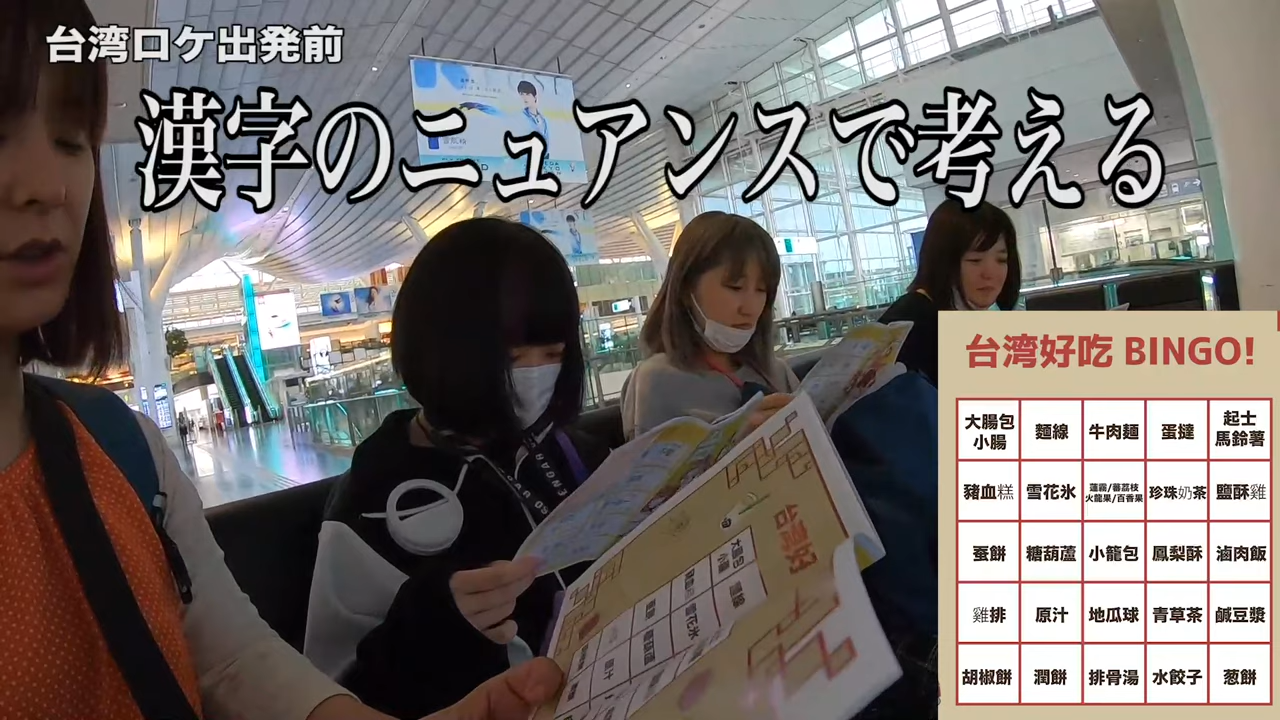 台湾ロケ出発前
漢字のニュアンスで考える
台湾好吃 BINGO!
大腸包
小腸
麵線
牛肉麵
蛋撻
起士
馬鈴薯
豬血糕
雪花氷
蓮霧/蕃茘枝
火龍果/百香果
珍珠奶茶
鹽酥雞
蚕餅
糖葫蘆
小籠包
鳳梨酥
滷肉飯
雞排
原汁
地瓜球
青草茶
鹹豆漿
胡椒餅
潤餅
排骨湯
水餃子
葱餅